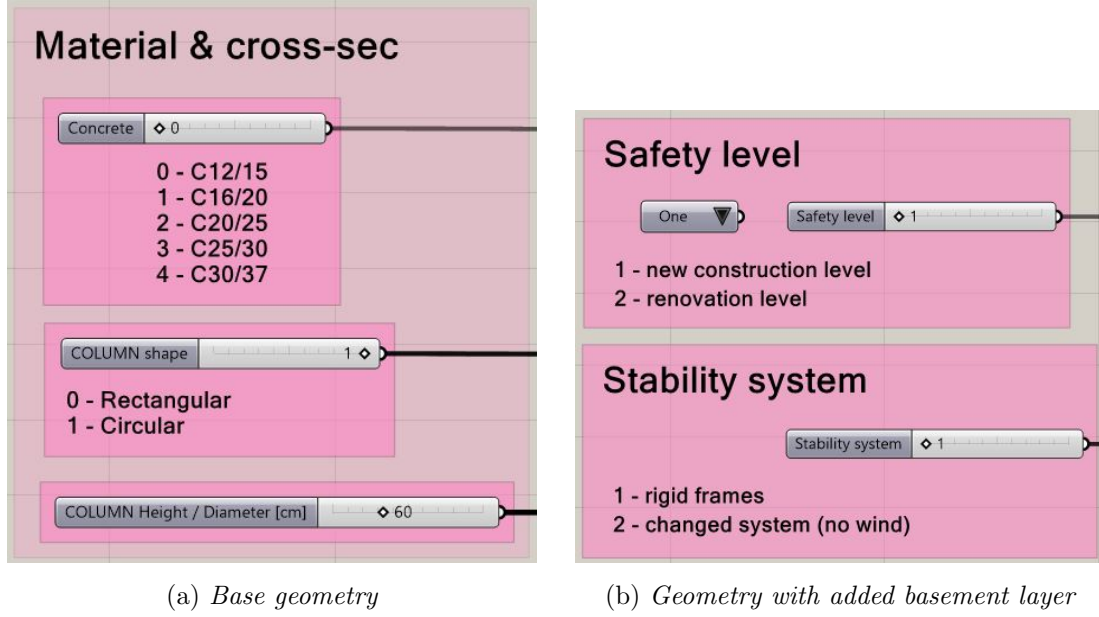 Material & cross-sec
Concrete 0
0 - C12/15
1 - C16/20
2 - C20/25
3 - C25/30
4 - C30/37
COLUMN shape 1
0 - Rectangular
1 - Circular
COLUMN Height / Diameter [cm] 60
(a) Base geometry
Safety level
One Safety level 1
1 - new construction level
2 - renovation level
Stability system
Stability system 1
1 - rigid frames
2 - changed system (no wind)
(b) Geometry with added basement layer